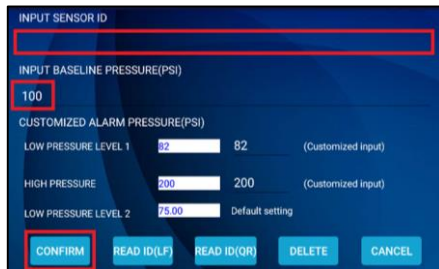 INPUT SENSOR ID
INPUT BASELINE PRESSURE(PSI)
100
CUSTOMIZED ALARM PRESSURE(PSI)
LOW PRESSURE LEVEL 1 82 82 (Customized input)
HIGH PRESSURE 200 200 (Customized input)
LOW PRESSURE LEVEL 2 75.00 Default setting
CONFIRM READ ID(LF) READ ID(QR) DELETE CANCEL